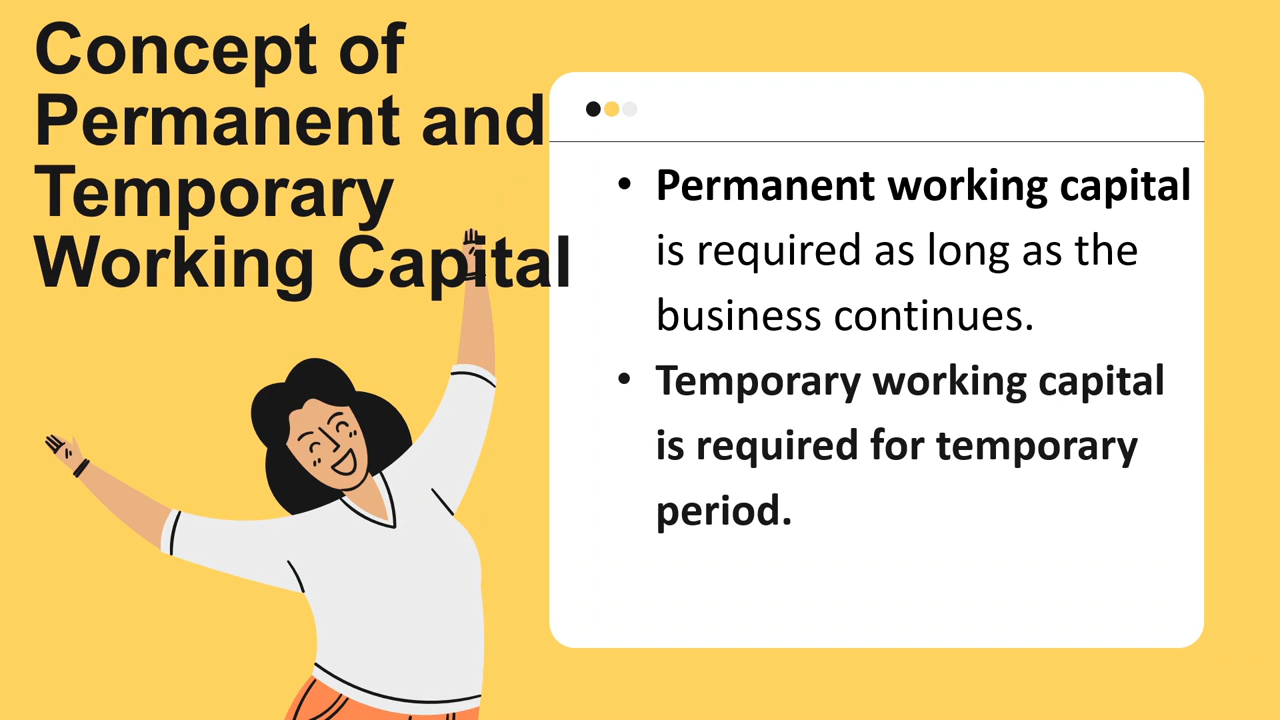 Concept of
Permanent and
Temporary
Working Capital
• Permanent working capital
is required as long as the
business continues.
• Temporary working capital
is required for temporary
period.